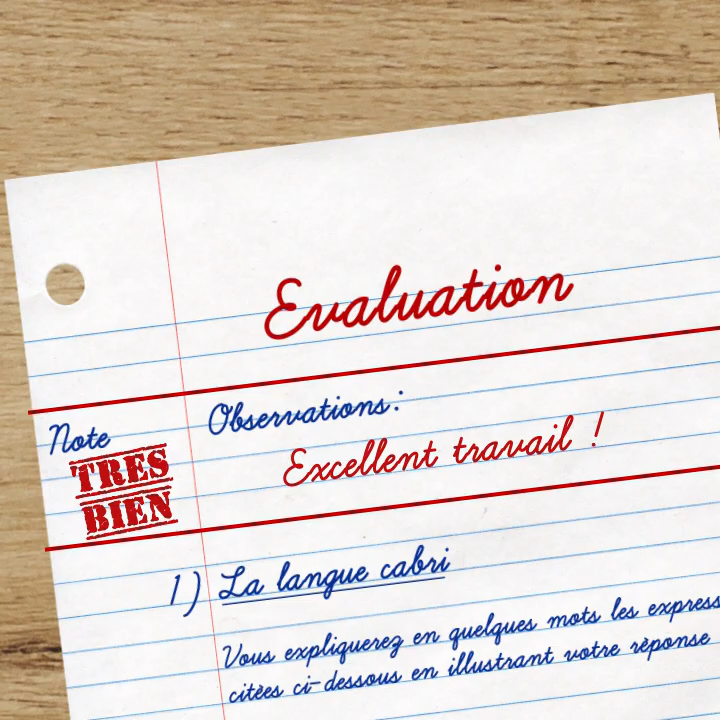 Evaluation
Note
Observations:
TRES
BIEN
Excellent travail !
1) La langue cabri
Vous expliquerez en quelques mots les express
citées ci-dessous en illustrant votre réponse